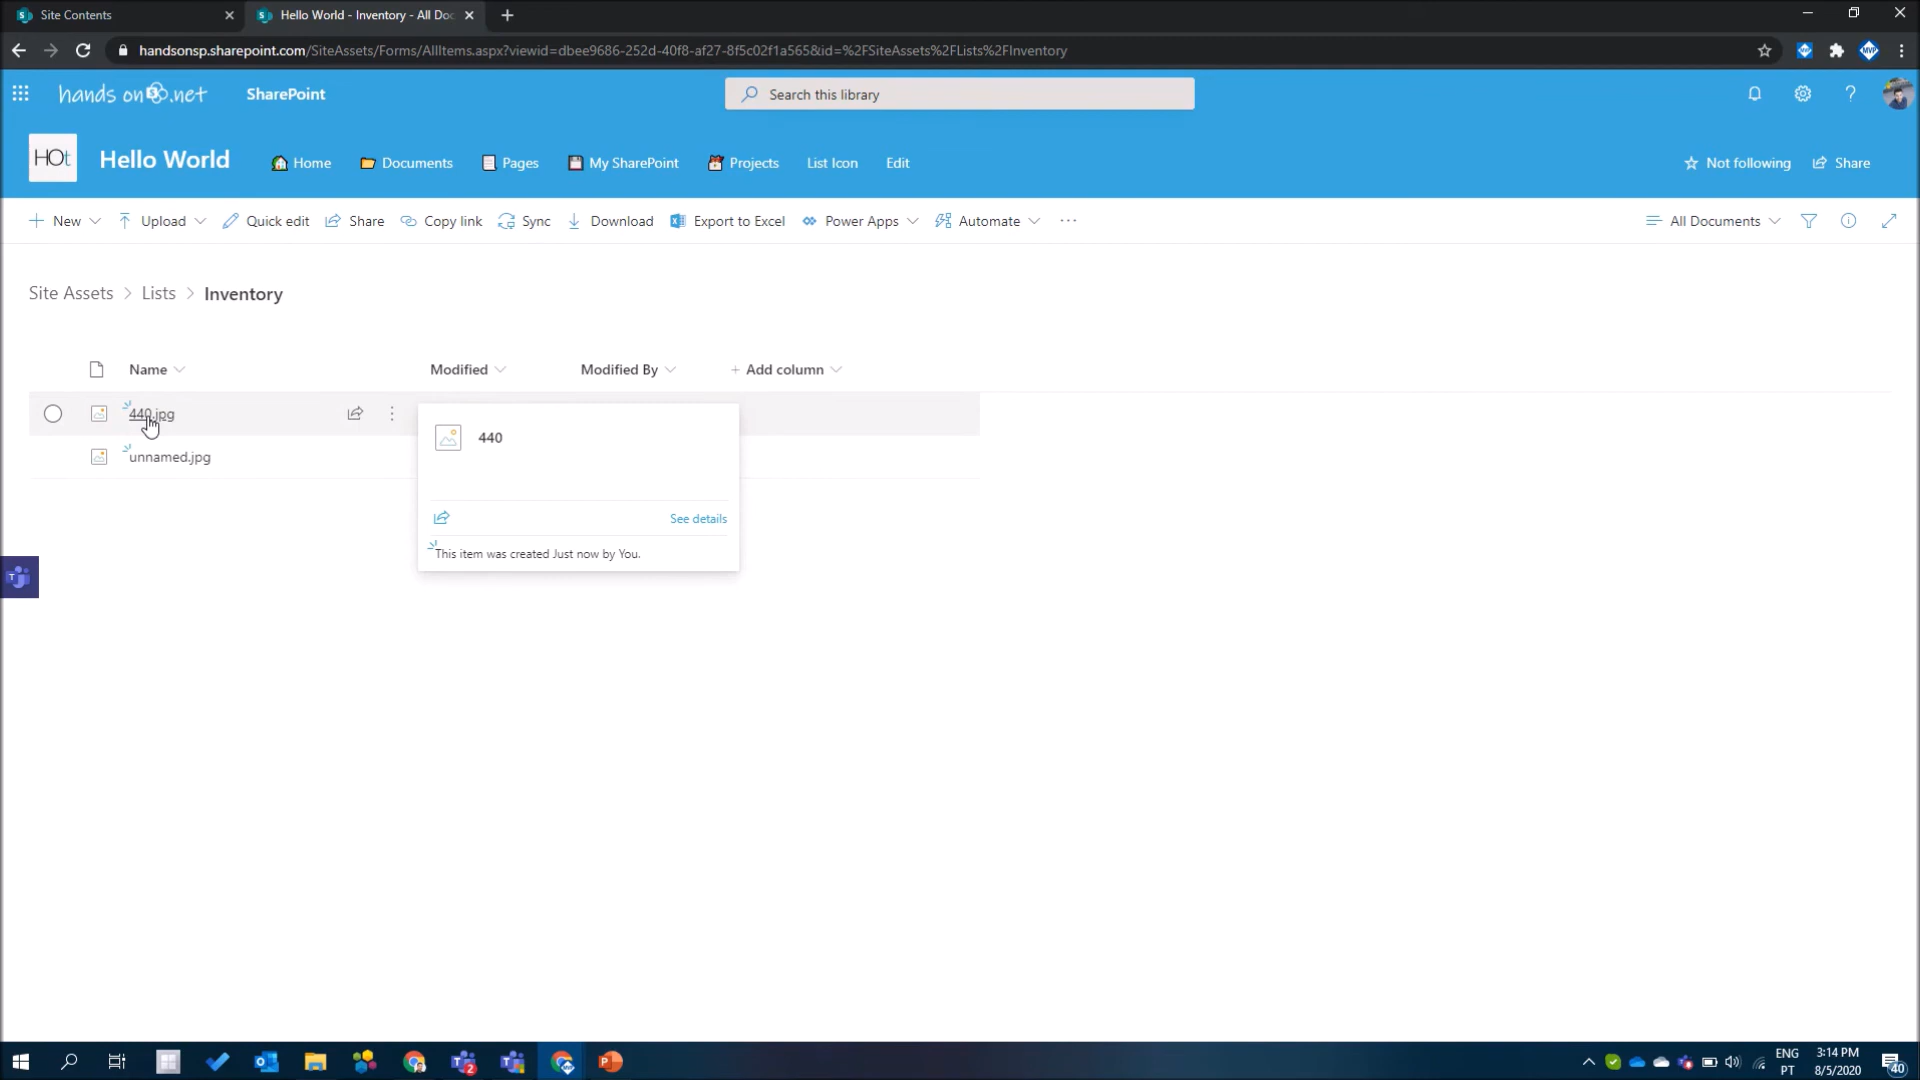 Site Contents
Hello World - Inventory - All Doc
handsonsp.sharepoint.com/SiteAssets/Forms/AllItems.aspx?viewid=dbee9686-252d-40f8-af27-8f5c02f1a565&id=%2FSiteAssets%2FLists%2FInventory
MVP
hands on .net
SharePoint
Search this library
HOt
Hello World
Home
Documents
Pages
My SharePoint
Projects
List Icon
Edit
Not following
Share
New
Upload
Quick edit
Share
Copy link
Sync
Download
Export to Excel
Power Apps
Automate
All Documents
Site Assets > Lists > Inventory
Name
Modified
Modified By
+ Add column
440.jpg
440
unnamed.jpg
See details
This item was created Just now by You.
ENG
PT
3:14 PM
8/5/2020
2
40